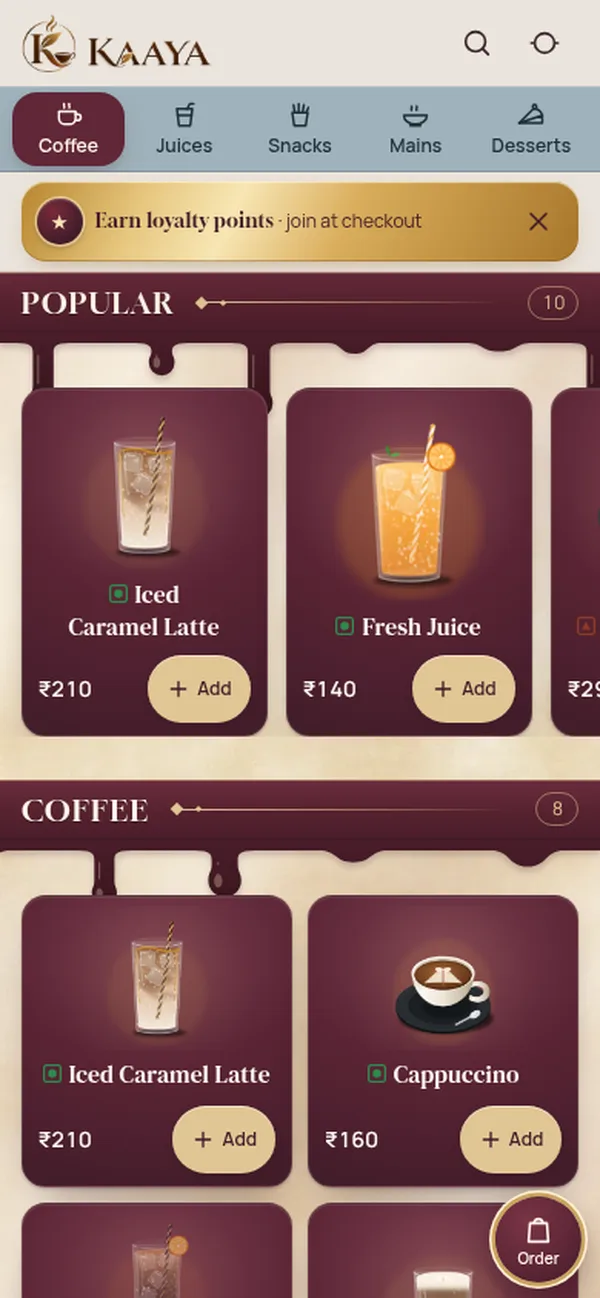 K KAAYA
Coffee
Juices
Snacks
Mains
Desserts
Earn loyalty points · join at checkout
POPULAR
10
Iced
Caramel Latte
₹210
+ Add
Fresh Juice
₹140
+ Add
COFFEE
8
Iced Caramel Latte
₹210
+ Add
Cappuccino
₹160
+ Add
Order